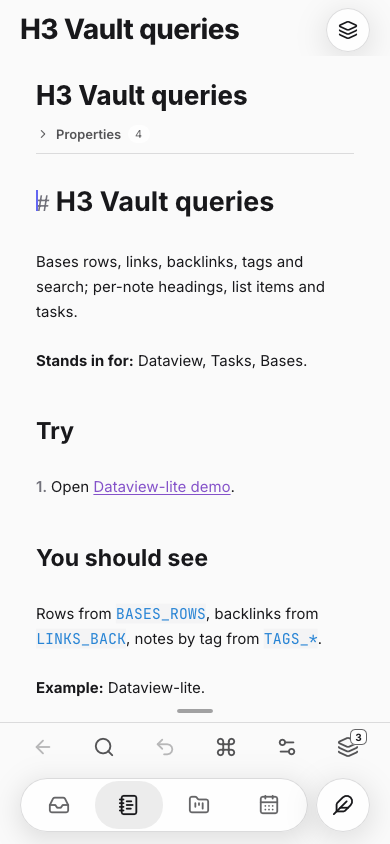 H3 Vault queries
H3 Vault queries
Properties 4
# H3 Vault queries
Bases rows, links, backlinks, tags and
search; per-note headings, list items and
tasks.
Stands in for: Dataview, Tasks, Bases.
Try
1. Open Dataview-lite demo.
You should see
Rows from BASES_ROWS, backlinks from
LINKS_BACK, notes by tag from TAGS_*.
Example: Dataview-lite.
3